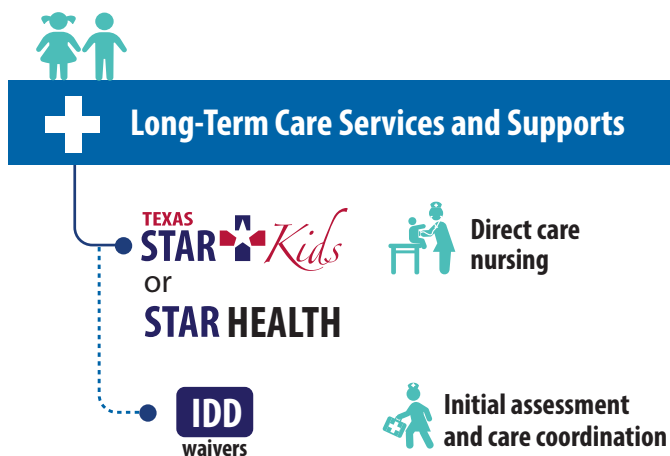 Long-Term Care Services and Supports
TEXAS
STAR Kids
or
STAR HEALTH
Direct care
nursing
IDD
waivers
Initial assessment
and care coordination